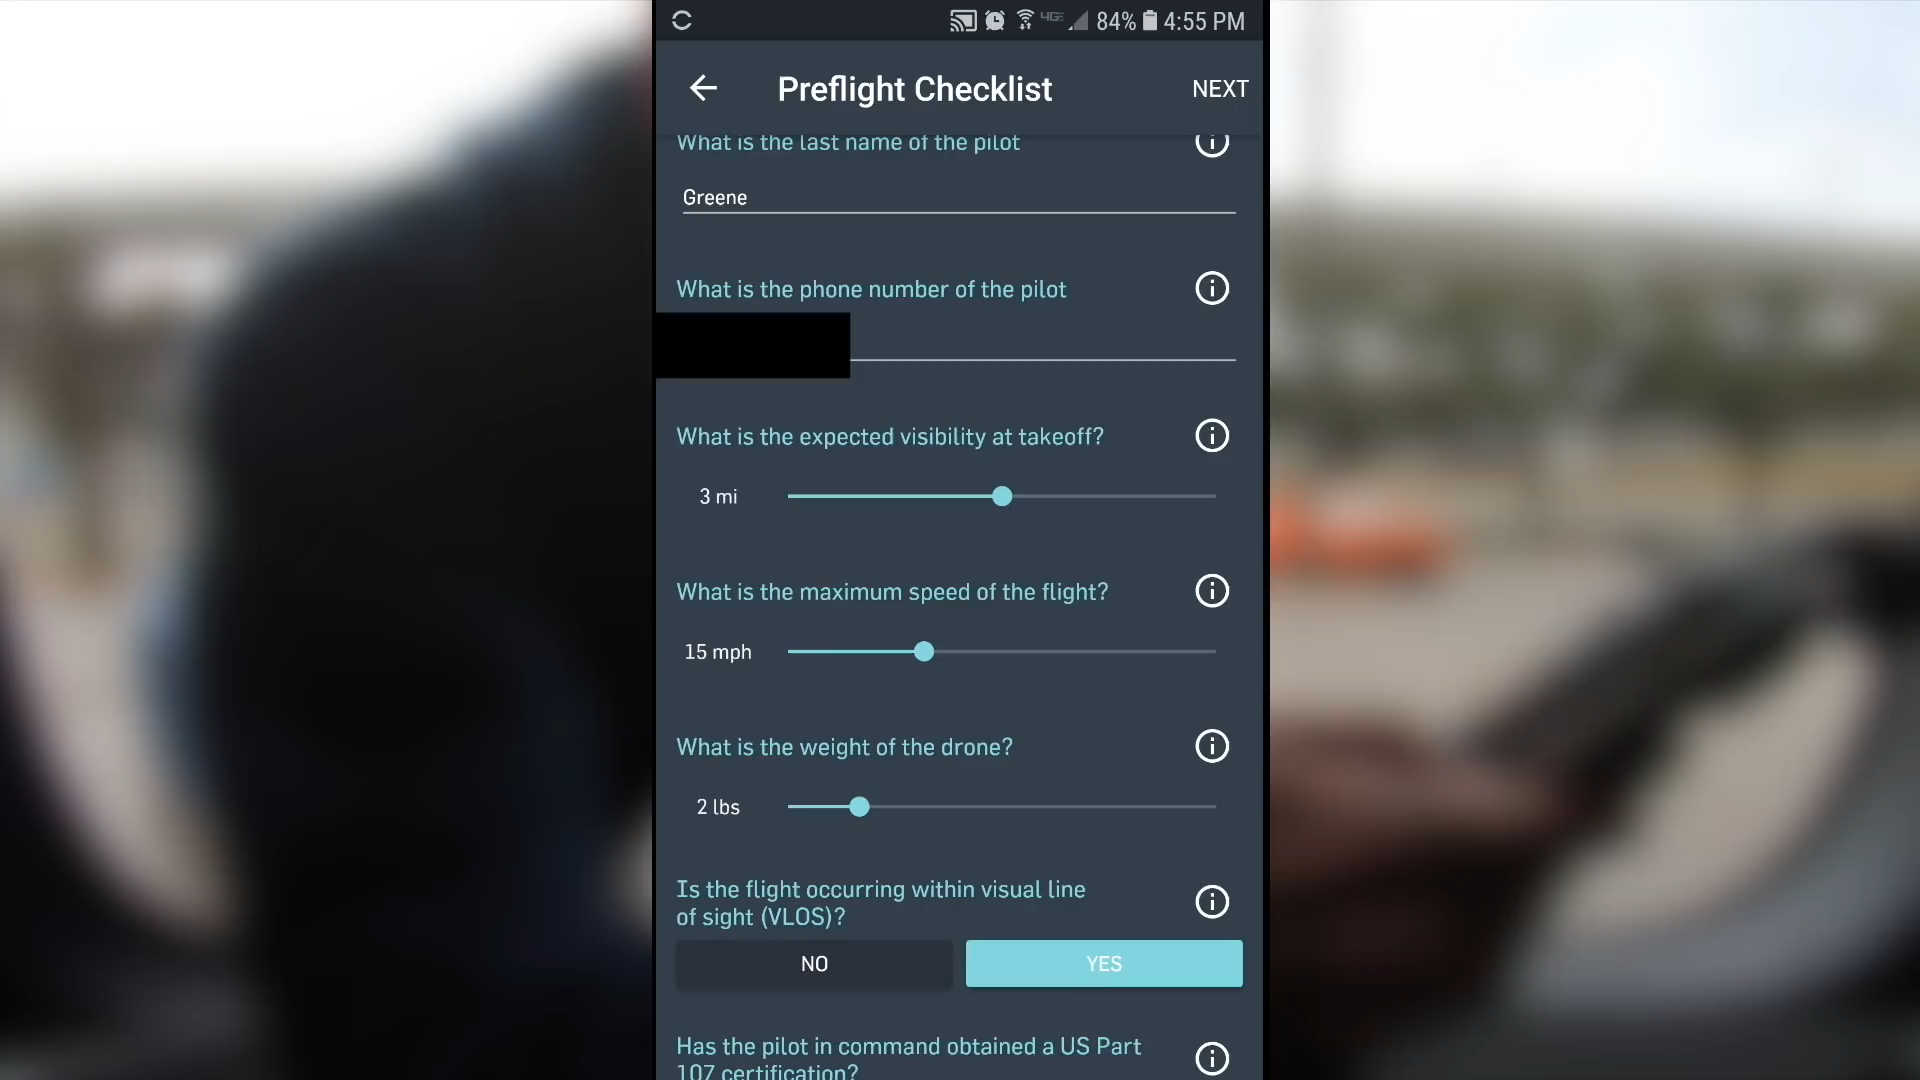 84% 4:55 PM
Preflight Checklist
NEXT
What is the last name of the pilot
Greene
What is the phone number of the pilot
What is the expected visibility at takeoff?
3 mi
What is the maximum speed of the flight?
15 mph
What is the weight of the drone?
2 lbs
Is the flight occurring within visual line
of sight (VLOS)?
NO
YES
Has the pilot in command obtained a US Part
107 certification?